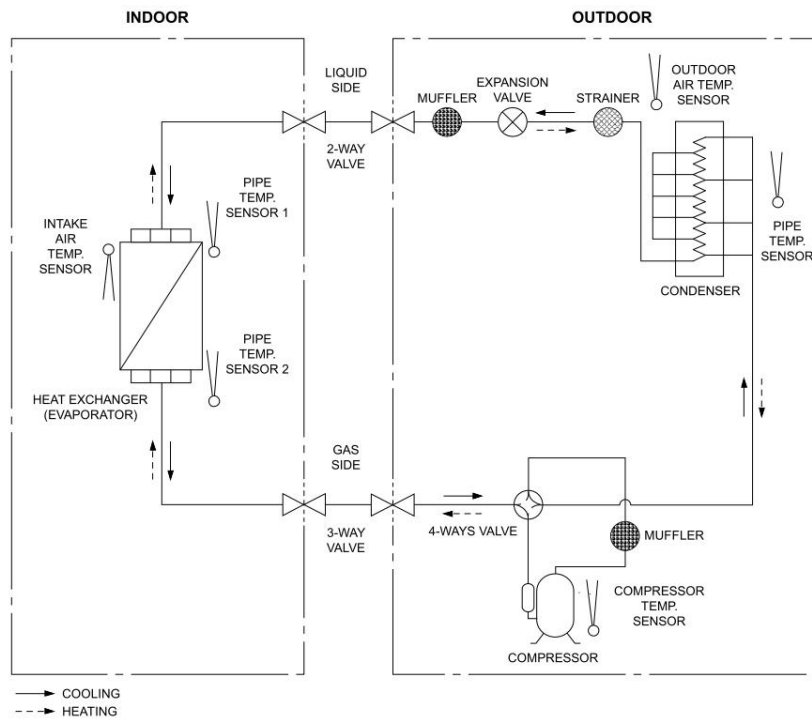 INDOOR
OUTDOOR
LIQUID
SIDE
2-WAY
VALVE
MUFFLER
EXPANSION
VALVE
STRAINER
OUTDOOR
AIR TEMP.
SENSOR
PIPE
TEMP.
SENSOR
CONDENSER
PIPE
TEMP.
SENSOR 1
INTAKE
AIR
TEMP.
SENSOR
PIPE
TEMP.
SENSOR 2
HEAT EXCHANGER
(EVAPORATOR)
GAS
SIDE
3-WAY
VALVE
4-WAYS VALVE
MUFFLER
COMPRESSOR
TEMP.
SENSOR
COMPRESSOR
COOLING
HEATING